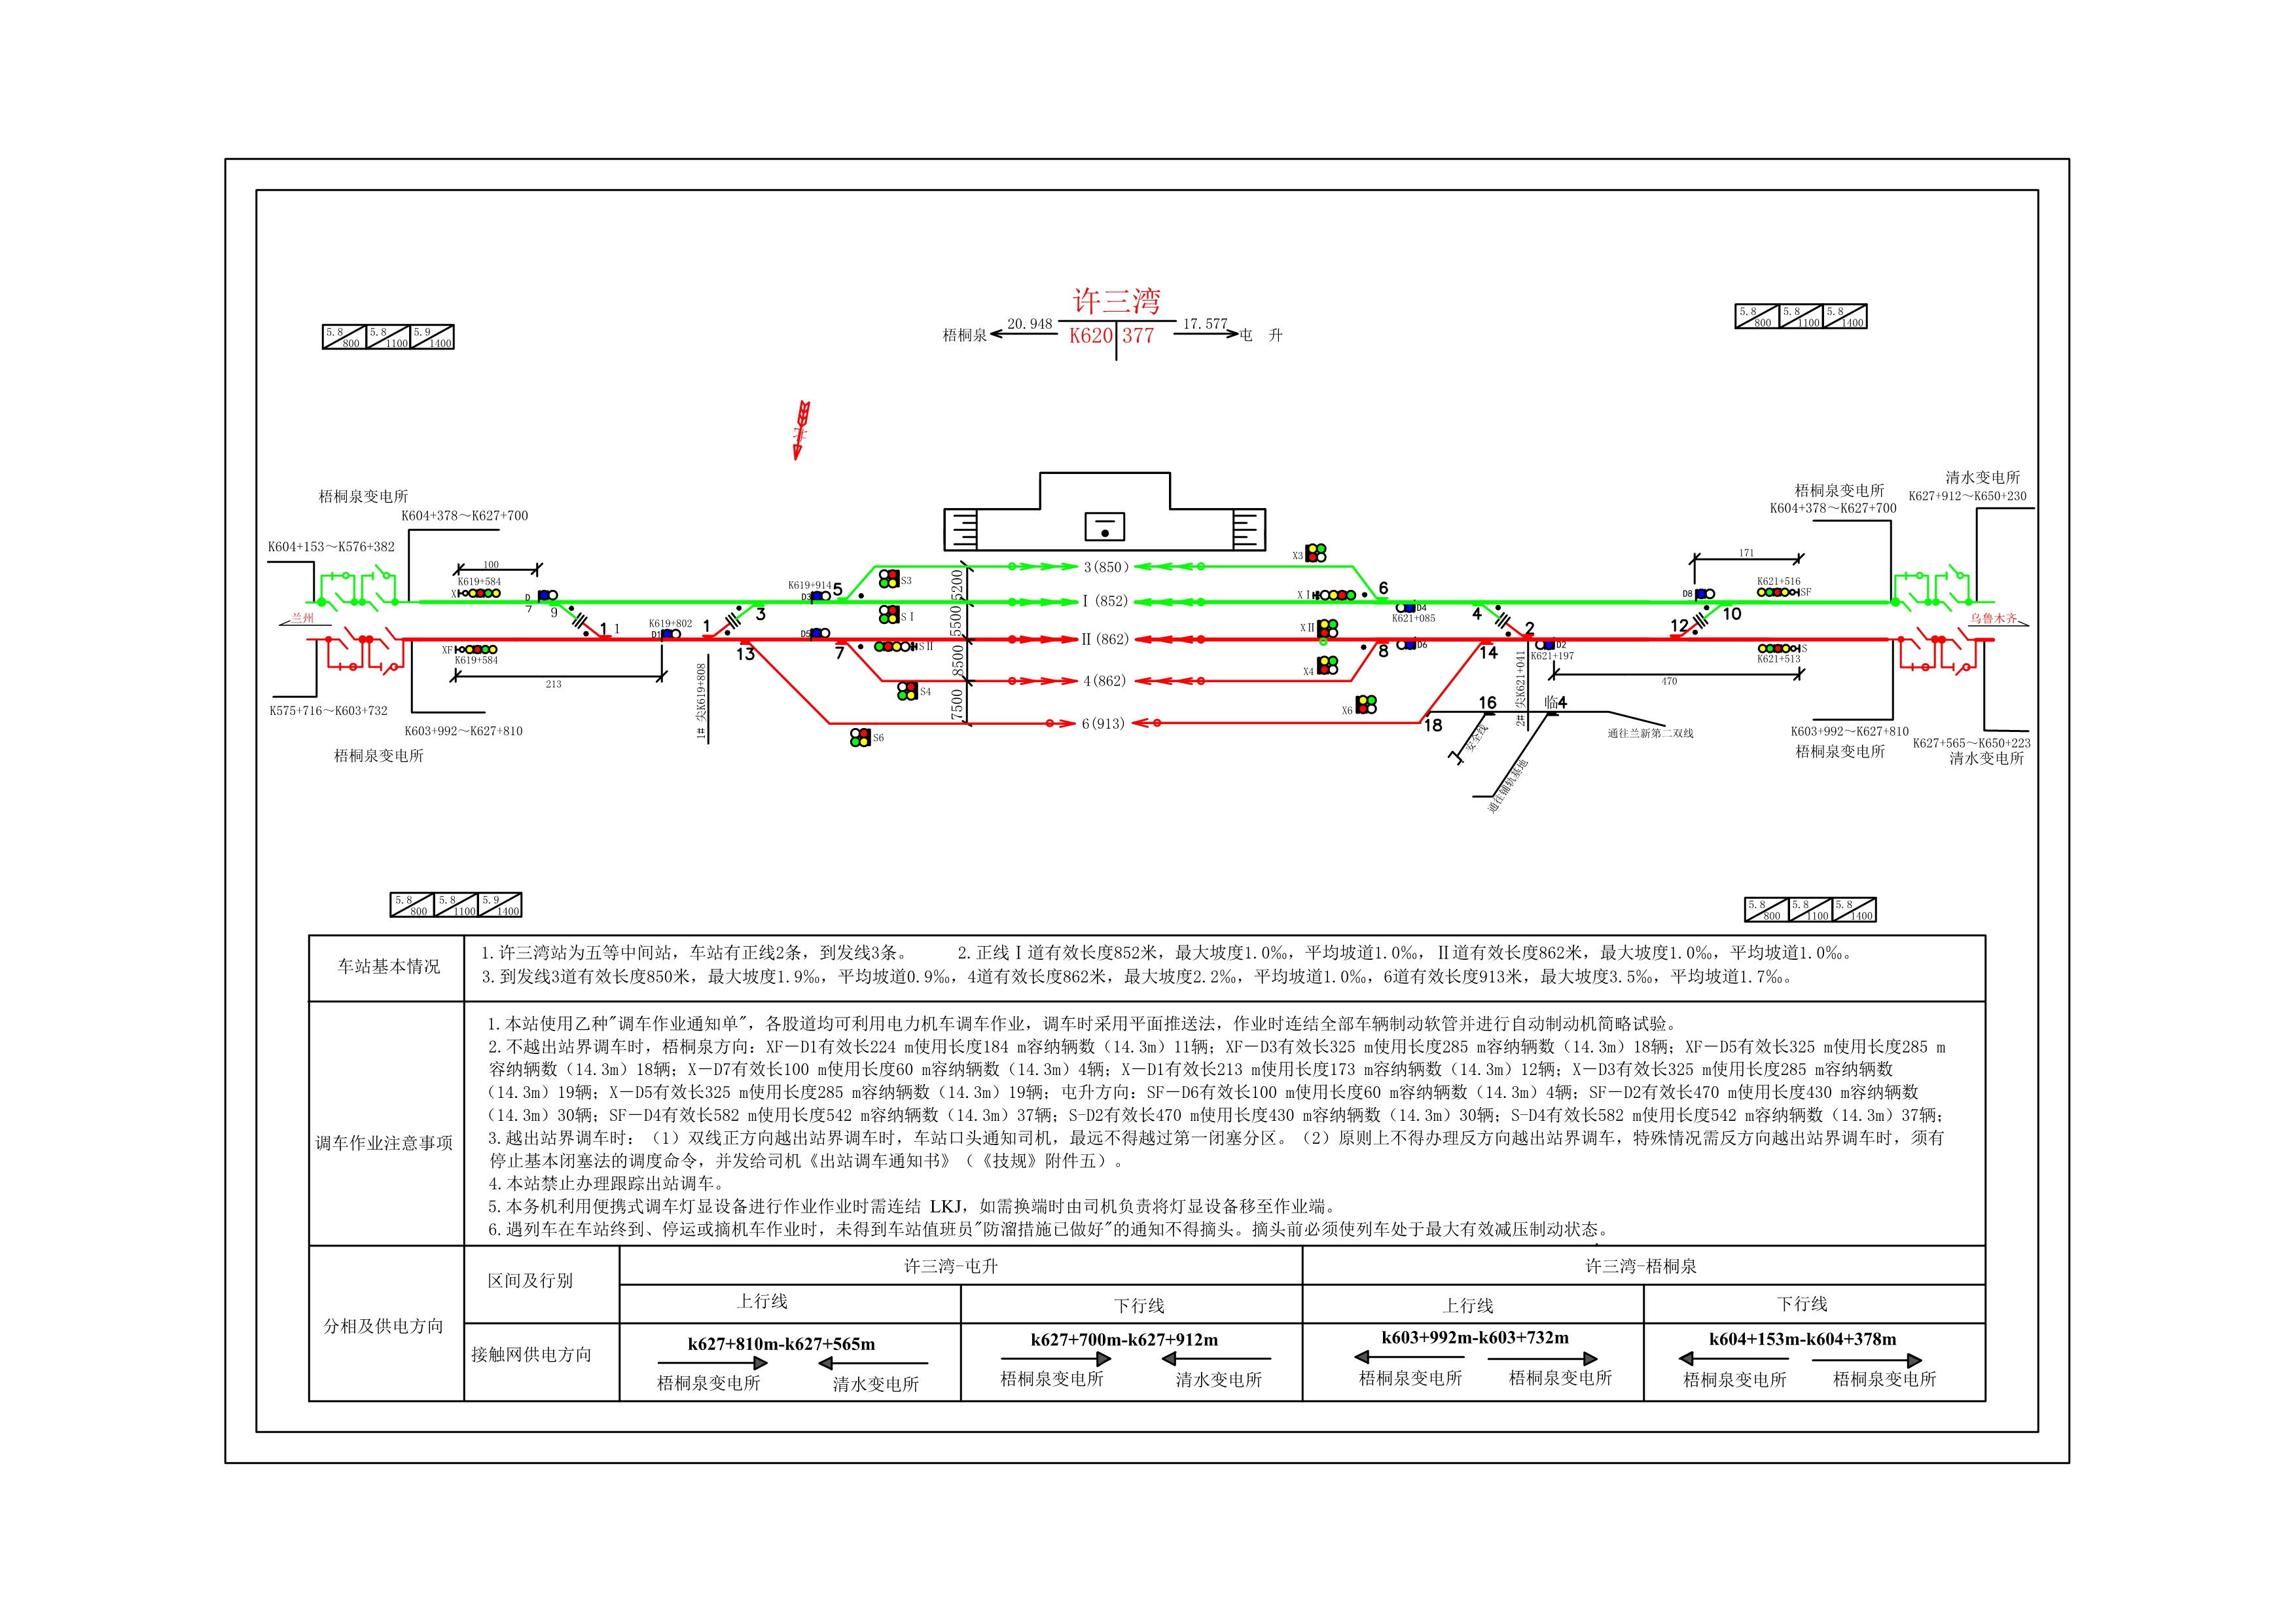 许三湾
梧桐泉 20.948 K620 377 17.577 屯 升
5.8 800 5.8 1100 5.9 1400
5.8 800 5.8 1100 5.8 1400
梧桐泉变电所
K604+378～K627+700
K604+153～K576+382
清水变电所
梧桐泉变电所 K627+912～K650+230
K604+378～K627+700
100
K619+584
X
D
7
9
1 1
K619+802
D1
1
3
K619+914
D3
5
S3
5200
3(850)
X3
6
171
D8
K621+516
SF
兰州
SⅠ
5500
Ⅰ(852)
XⅠ
D4
K621+085
4
2
12
10
乌鲁木齐
XF
K619+584
213
13
D5
7
SⅡ
8500
Ⅱ(862)
XⅡ
8
D6
14
D2
K621+197
S
K621+513
470
1# 尖K619+808
S4
7500
4(862)
X4
2# 尖K621+041
16
临4
K575+716～K603+732
K603+992～K627+810
梧桐泉变电所
S6
6(913)
X6
18
安全线
通往铺轨基地
通往兰新第二双线
K603+992～K627+810
梧桐泉变电所
K627+565～K650+223
清水变电所
5.8 800 5.8 1100 5.9 1400
5.8 800 5.8 1100 5.8 1400
车站基本情况
1.许三湾站为五等中间站，车站有正线2条，到发线3条。 2.正线Ⅰ道有效长度852米，最大坡度1.0‰，平均坡道1.0‰，Ⅱ道有效长度862米，最大坡度1.0‰，平均坡道1.0‰。
3.到发线3道有效长度850米，最大坡度1.9‰，平均坡道0.9‰，4道有效长度862米，最大坡度2.2‰，平均坡道1.0‰，6道有效长度913米，最大坡度3.5‰，平均坡道1.7‰。
调车作业注意事项
1.本站使用乙种"调车作业通知单"，各股道均可利用电力机车调车作业，调车时采用平面推送法，作业时连结全部车辆制动软管并进行自动制动机简略试验。
2.不越出站界调车时，梧桐泉方向：XF－D1有效长224 m使用长度184 m容纳辆数（14.3m）11辆；XF－D3有效长325 m使用长度285 m容纳辆数（14.3m）18辆；XF－D5有效长325 m使用长度285 m
容纳辆数（14.3m）18辆；X－D7有效长100 m使用长度60 m容纳辆数（14.3m）4辆；X－D1有效长213 m使用长度173 m容纳辆数（14.3m）12辆；X－D3有效长325 m使用长度285 m容纳辆数
（14.3m）19辆；X－D5有效长325 m使用长度285 m容纳辆数（14.3m）19辆；屯升方向：SF－D6有效长100 m使用长度60 m容纳辆数（14.3m）4辆；SF－D2有效长470 m使用长度430 m容纳辆数
（14.3m）30辆；SF－D4有效长582 m使用长度542 m容纳辆数（14.3m）37辆；S-D2有效长470 m使用长度430 m容纳辆数（14.3m）30辆；S-D4有效长582 m使用长度542 m容纳辆数（14.3m）37辆；
3.越出站界调车时：（1）双线正方向越出站界调车时，车站口头通知司机，最远不得越过第一闭塞分区。（2）原则上不得办理反方向越出站界调车，特殊情况需反方向越出站界调车时，须有
停止基本闭塞法的调度命令，并发给司机《出站调车通知书》（《技规》附件五）。
4.本站禁止办理跟踪出站调车。
5.本务机利用便携式调车灯显设备进行作业作业时需连结 LKJ，如需换端时由司机负责将灯显设备移至作业端。
6.遇列车在车站终到、停运或摘机车作业时，未得到车站值班员"防溜措施已做好"的通知不得摘头。摘头前必须使列车处于最大有效减压制动状态。
分相及供电方向
区间及行别
许三湾-屯升
许三湾-梧桐泉
上行线
下行线
上行线
下行线
接触网供电方向
k627+810m-k627+565m
k627+700m-k627+912m
k603+992m-k603+732m
k604+153m-k604+378m
梧桐泉变电所 清水变电所
梧桐泉变电所 清水变电所
梧桐泉变电所 梧桐泉变电所
梧桐泉变电所 梧桐泉变电所